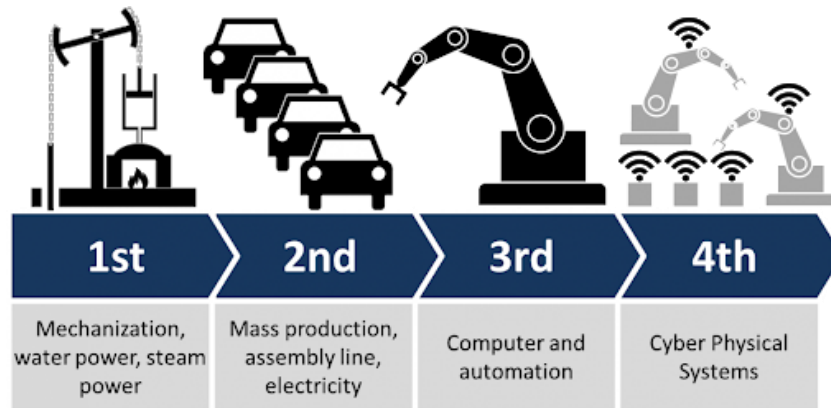 1st
2nd
3rd
4th
Mechanization,
water power, steam
power
Mass production,
assembly line,
electricity
Computer and
automation
Cyber Physical
Systems